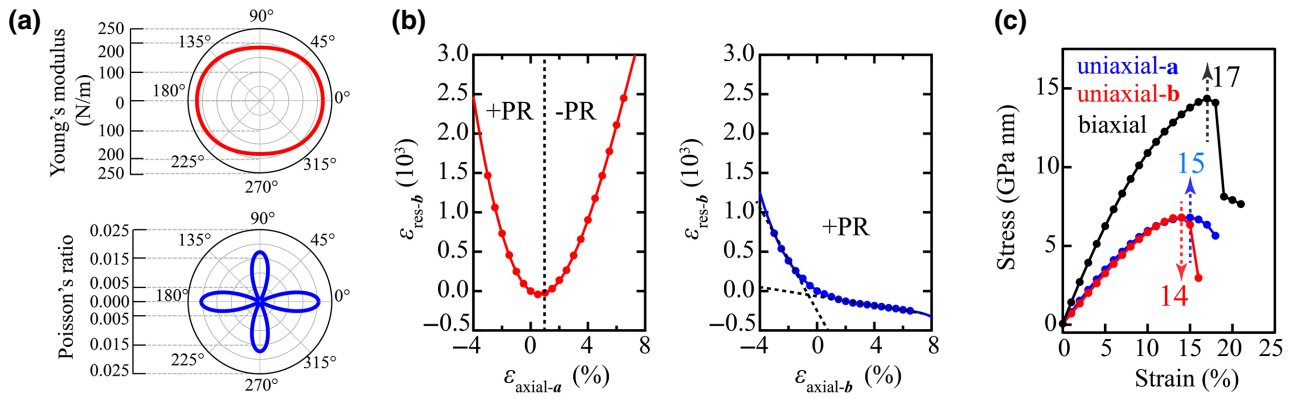 (a)
Young's modulus
(N/m)
250
200
100
0
100
200
250
90°
45°
0°
315°
270°
225°
180°
135°
Poisson's ratio
0.025
0.015
0.005
0.000
0.005
0.015
0.025
90°
45°
0°
315°
270°
225°
180°
135°
(b)
ε res-b (10³)
3.0
2.5
2.0
1.5
1.0
0.5
0.0
−0.5
+PR
-PR
−4 0 4 8
ε axial-a (%)
ε res-b (10³)
3.0
2.5
2.0
1.5
1.0
0.5
0.0
−0.5
+PR
−4 0 4 8
ε axial-b (%)
(c)
Stress (GPa nm)
15
10
5
0
uniaxial-a
uniaxial-b
biaxial
17
15
14
0 5 10 15 20 25
Strain (%)